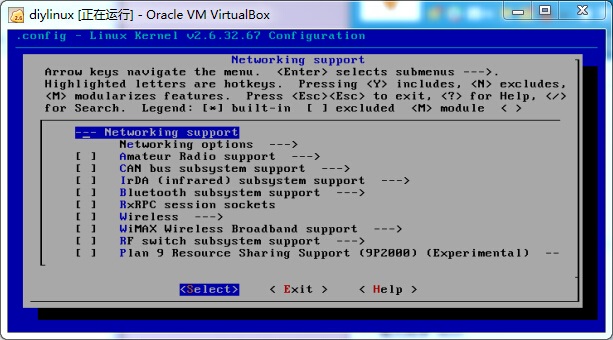 diylinux [正在运行] - Oracle VM VirtualBox
.config - Linux Kernel v2.6.32.67 Configuration
Networking support
Arrow keys navigate the menu.  <Enter> selects submenus --->.
Highlighted letters are hotkeys.  Pressing <Y> includes, <N> excludes,
<M> modularizes features.  Press <Esc><Esc> to exit, <?> for Help, </>
for Search.  Legend: [*] built-in  [ ] excluded  <M> module  < >
--- Networking support
Networking options  --->
[ ]   Amateur Radio support  --->
[ ]   CAN bus subsystem support  --->
[ ]   IrDA (infrared) subsystem support  --->
[ ]   Bluetooth subsystem support  --->
[ ]   RxRPC session sockets
[ ]   Wireless  --->
[ ]   WiMAX Wireless Broadband support  --->
[ ]   RF switch subsystem support  --->
[ ]   Plan 9 Resource Sharing Support (9P2000) (Experimental)  --
<Select>    < Exit >    < Help >